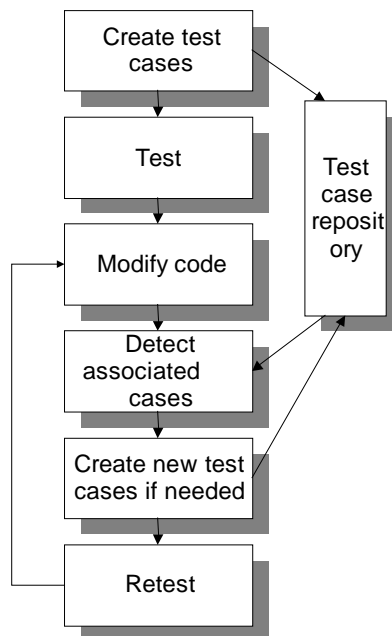 Create test
cases
Test
Modify code
Detect
associated
cases
Create new test
cases if needed
Retest
Test
case
reposit
ory